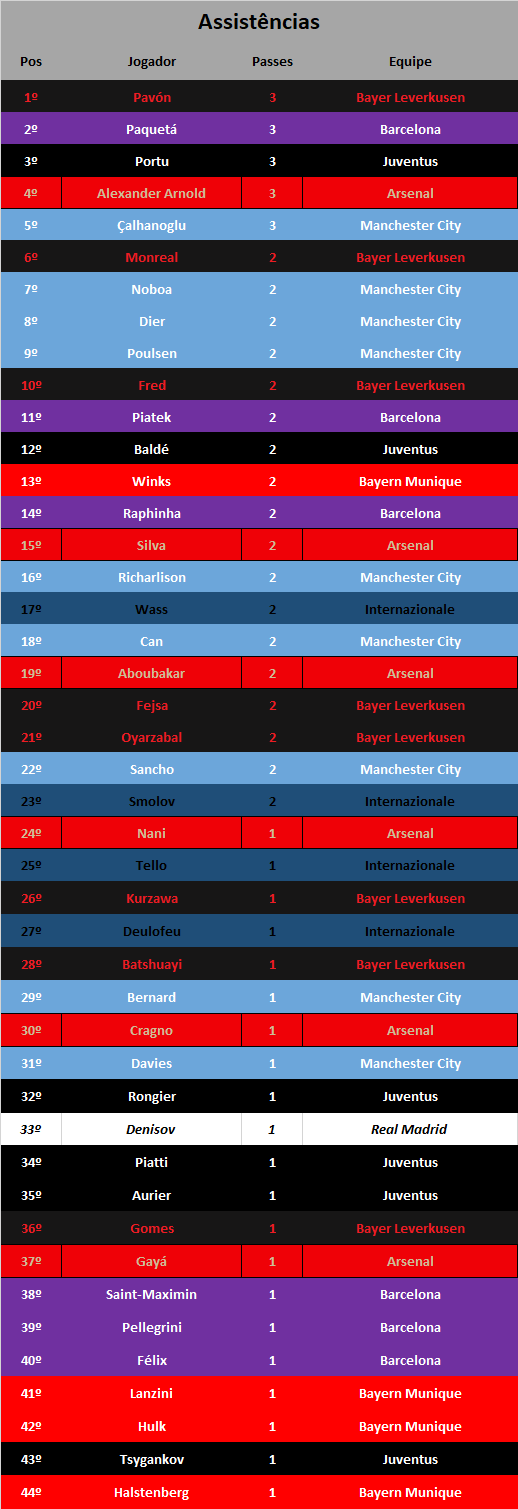 Assistências
Pos Jogador Passes Equipe
1º Pavón 3 Bayer Leverkusen
2º Paquetá 3 Barcelona
3º Portu 3 Juventus
4º Alexander Arnold 3 Arsenal
5º Çalhanoglu 3 Manchester City
6º Monreal 2 Bayer Leverkusen
7º Noboa 2 Manchester City
8º Dier 2 Manchester City
9º Poulsen 2 Manchester City
10º Fred 2 Bayer Leverkusen
11º Piatek 2 Barcelona
12º Baldé 2 Juventus
13º Winks 2 Bayern Munique
14º Raphinha 2 Barcelona
15º Silva 2 Arsenal
16º Richarlison 2 Manchester City
17º Wass 2 Internazionale
18º Can 2 Manchester City
19º Aboubakar 2 Arsenal
20º Fejsa 2 Bayer Leverkusen
21º Oyarzabal 2 Bayer Leverkusen
22º Sancho 2 Manchester City
23º Smolov 2 Internazionale
24º Nani 1 Arsenal
25º Tello 1 Internazionale
26º Kurzawa 1 Bayer Leverkusen
27º Deulofeu 1 Internazionale
28º Batshuayi 1 Bayer Leverkusen
29º Bernard 1 Manchester City
30º Cragno 1 Arsenal
31º Davies 1 Manchester City
32º Rongier 1 Juventus
33º Denisov 1 Real Madrid
34º Piatti 1 Juventus
35º Aurier 1 Juventus
36º Gomes 1 Bayer Leverkusen
37º Gayá 1 Arsenal
38º Saint-Maximin 1 Barcelona
39º Pellegrini 1 Barcelona
40º Félix 1 Barcelona
41º Lanzini 1 Bayern Munique
42º Hulk 1 Bayern Munique
43º Tsygankov 1 Juventus
44º Halstenberg 1 Bayern Munique